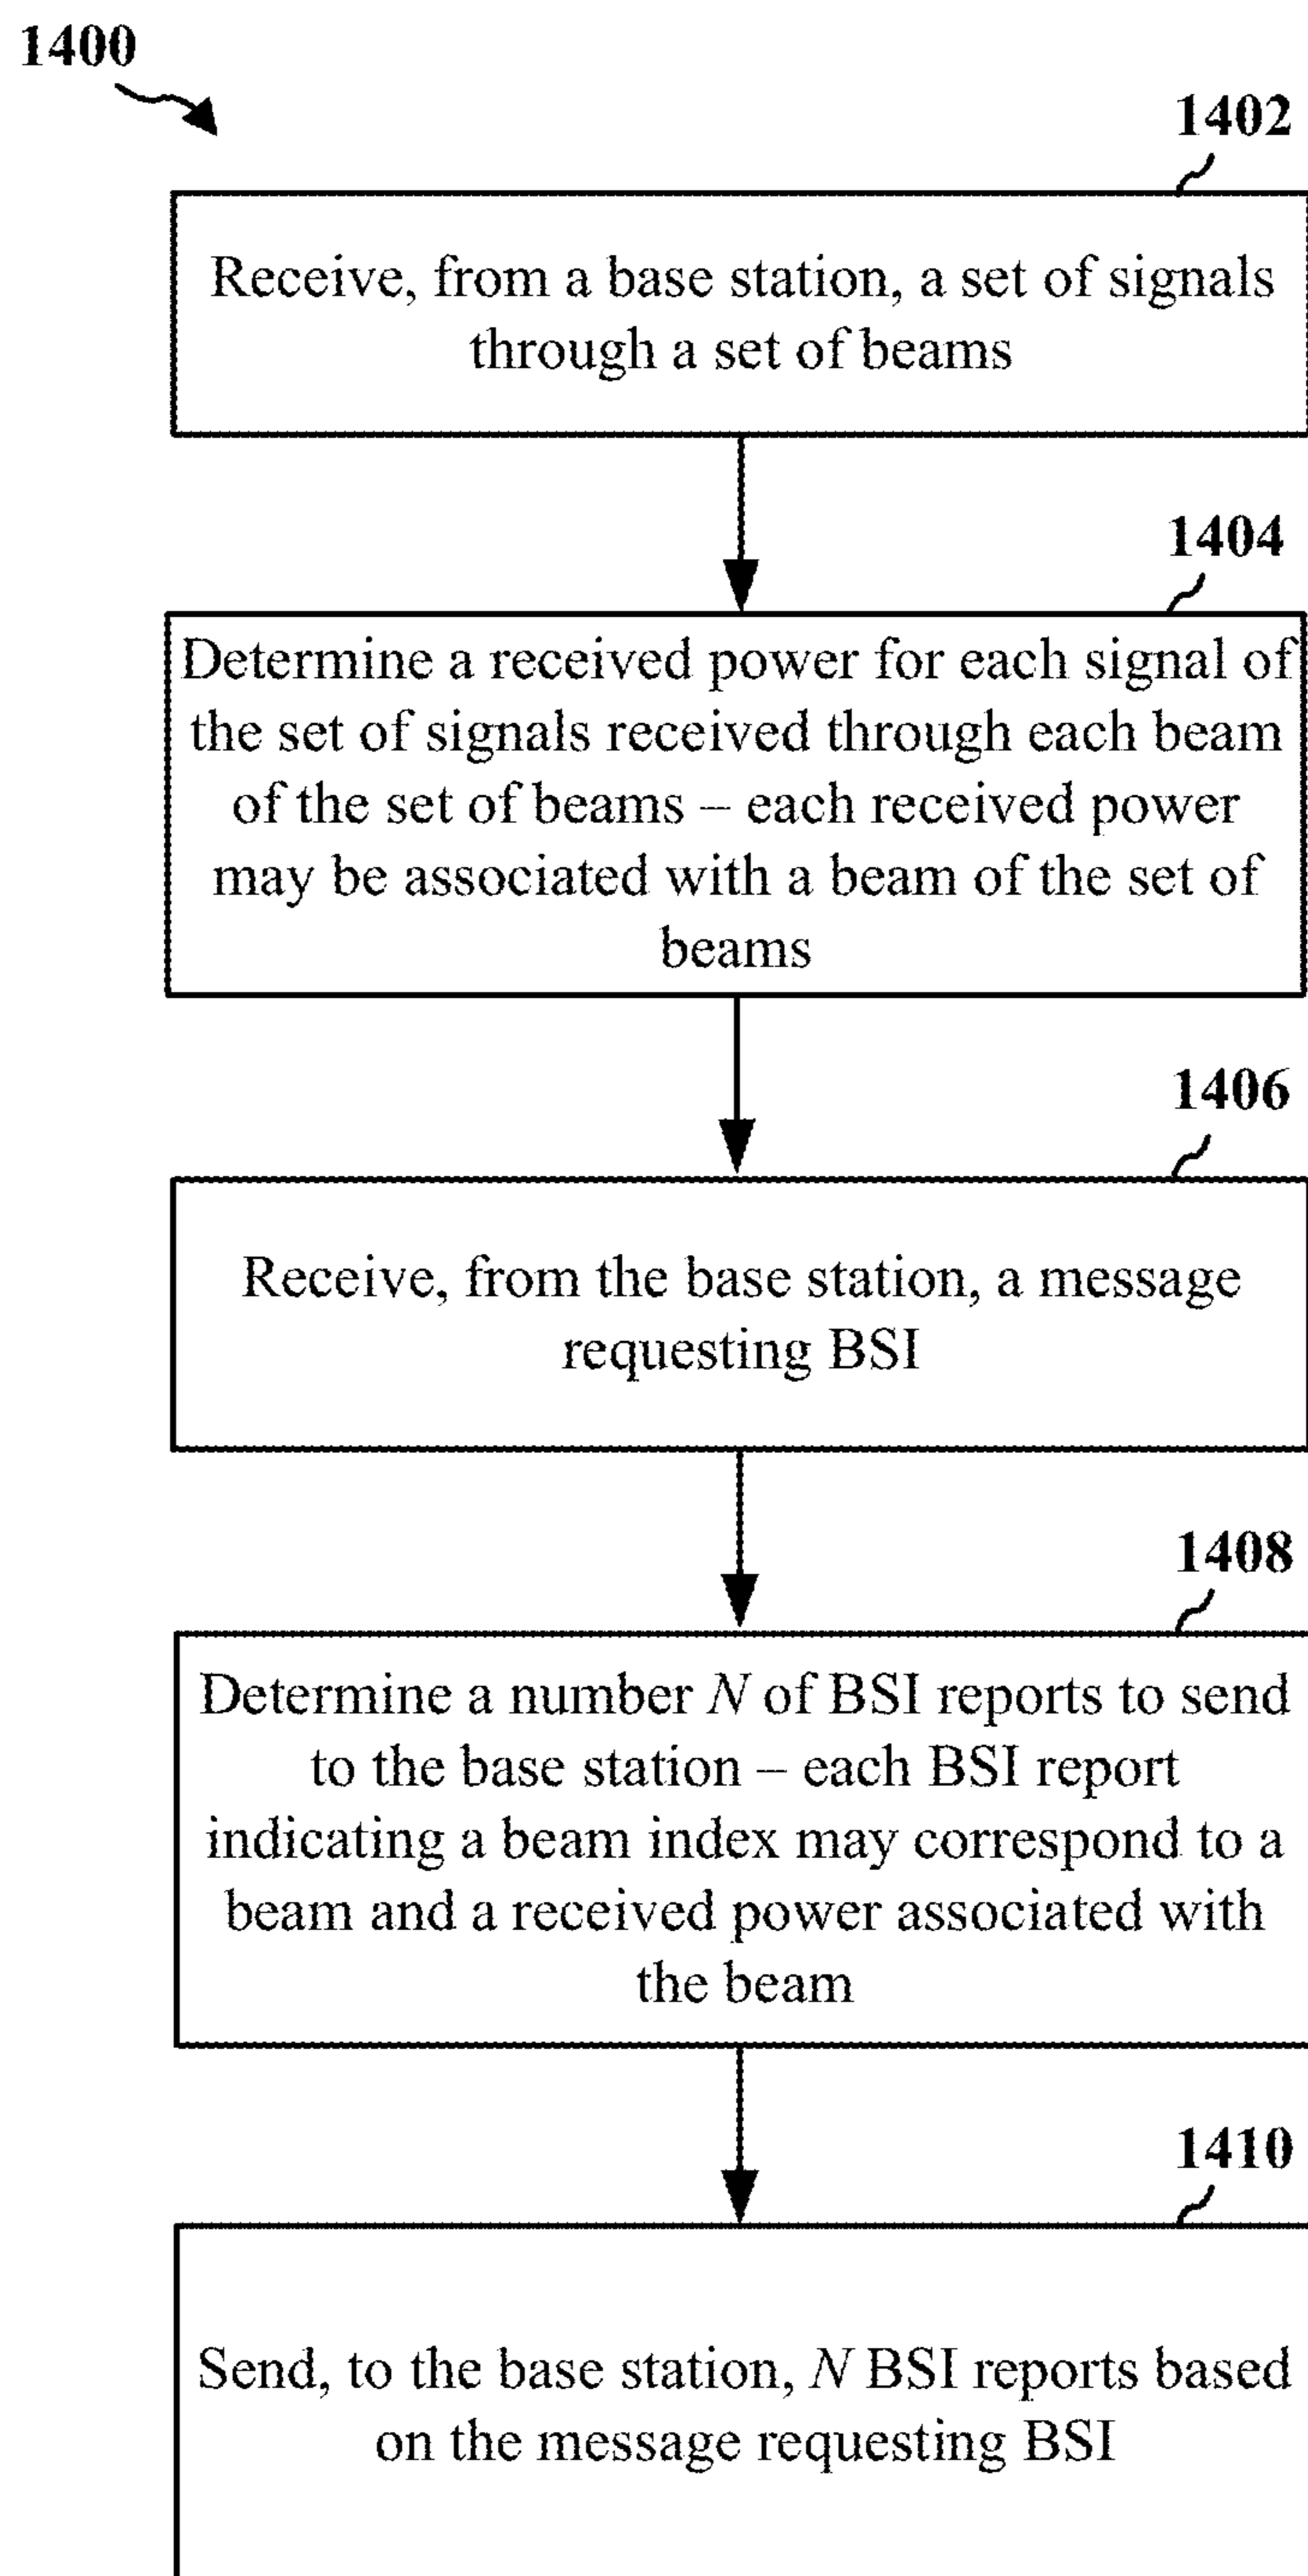 1400
1402
Receive, from a base station, a set of signals
through a set of beams
1404
Determine a received power for each signal of
the set of signals received through each beam
of the set of beams – each received power
may be associated with a beam of the set of
beams
1406
Receive, from the base station, a message
requesting BSI
1408
Determine a number N of BSI reports to send
to the base station – each BSI report
indicating a beam index may correspond to a
beam and a received power associated with
the beam
1410
Send, to the base station, N BSI reports based
on the message requesting BSI